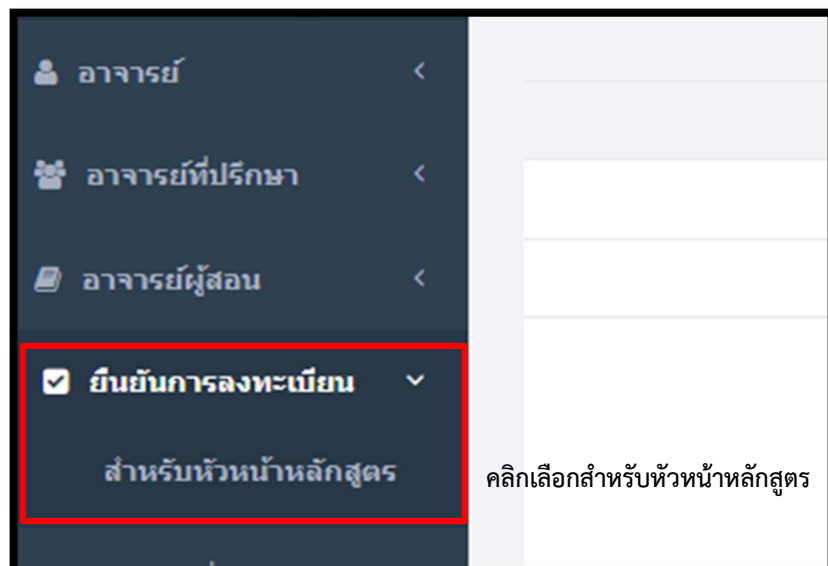 อาจารย์
อาจารย์ที่ปรึกษา
อาจารย์ผู้สอน
ยืนยันการลงทะเบียน
สำหรับหัวหน้าหลักสูตร
คลิกเลือกสำหรับหัวหน้าหลักสูตร